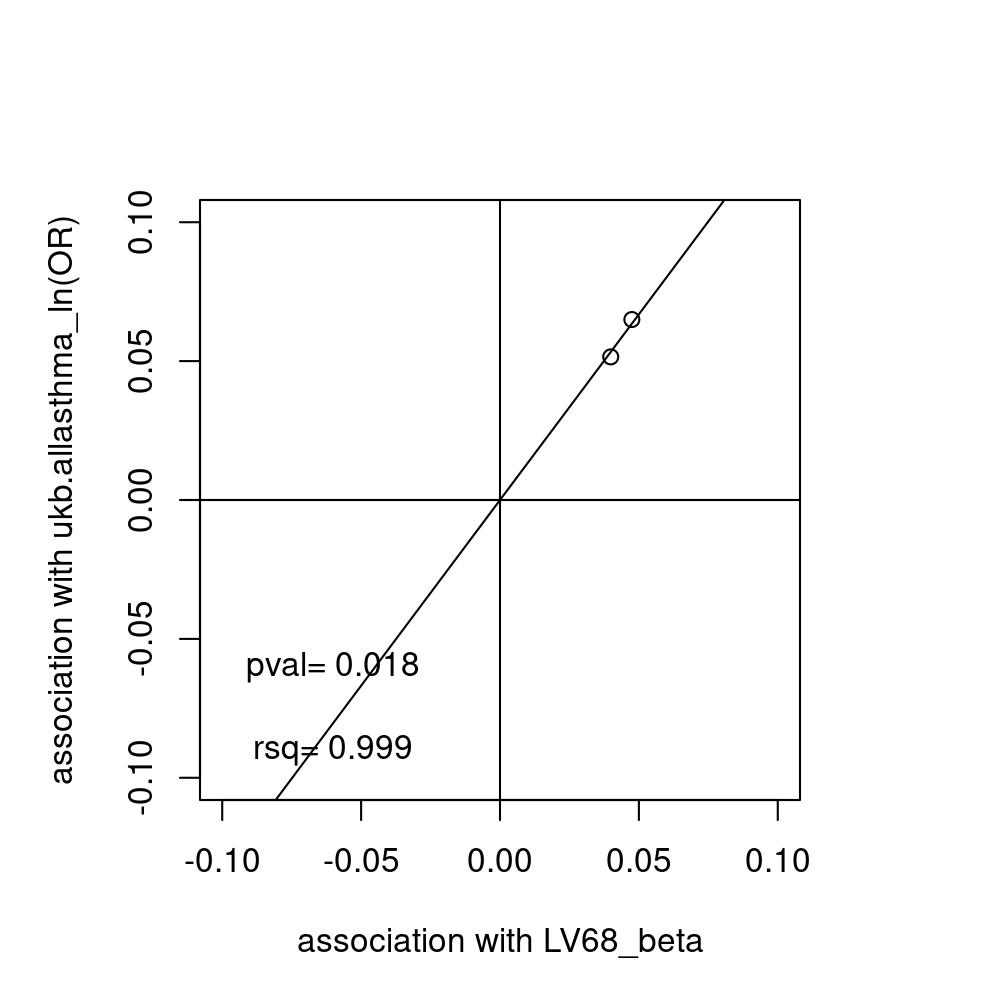 association with ukb.allasthma_ln(OR)
0.10
0.05
0.00
-0.05
-0.10
pval= 0.018
rsq= 0.999
-0.10 -0.05 0.00 0.05 0.10
association with LV68_beta